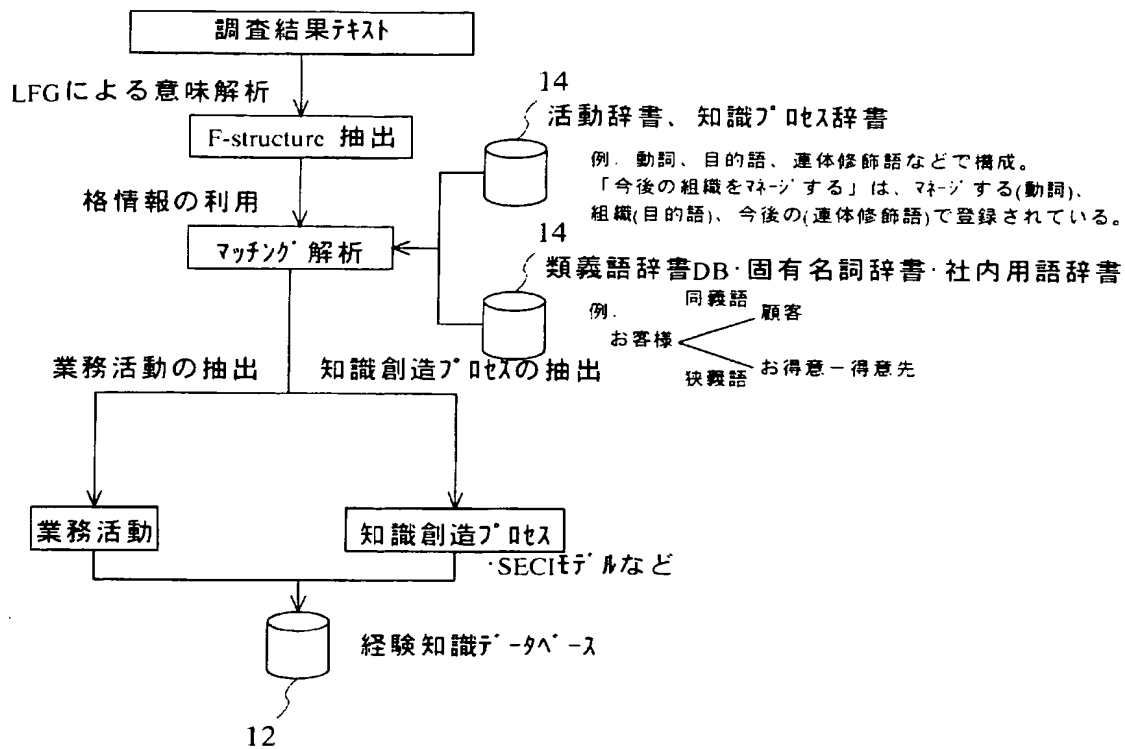 調査結果ﾃｷｽﾄ
LFGによる意味解析
F-structure 抽出
格情報の利用
ﾏｯﾁﾝｸﾞ 解析
14
活動辞書、知識ﾌﾟﾛｾｽ辞書
例. 動詞、目的語、連体修飾語などで構成。
「今後の組織をﾏﾈｰｼﾞする」は、ﾏﾈｰｼﾞする(動詞)、
組織(目的語)、今後の(連体修飾語)で登録されている。
14
類義語辞書DB・固有名詞辞書・社内用語辞書
例.
同義語
顧客
お客様
狭義語
お得意－得意先
業務活動の抽出
知識創造ﾌﾟﾛｾｽの抽出
業務活動
知識創造ﾌﾟﾛｾｽ
・SECIﾓﾃﾞﾙなど
経験知識ﾃﾞｰﾀﾍﾞｰｽ
12